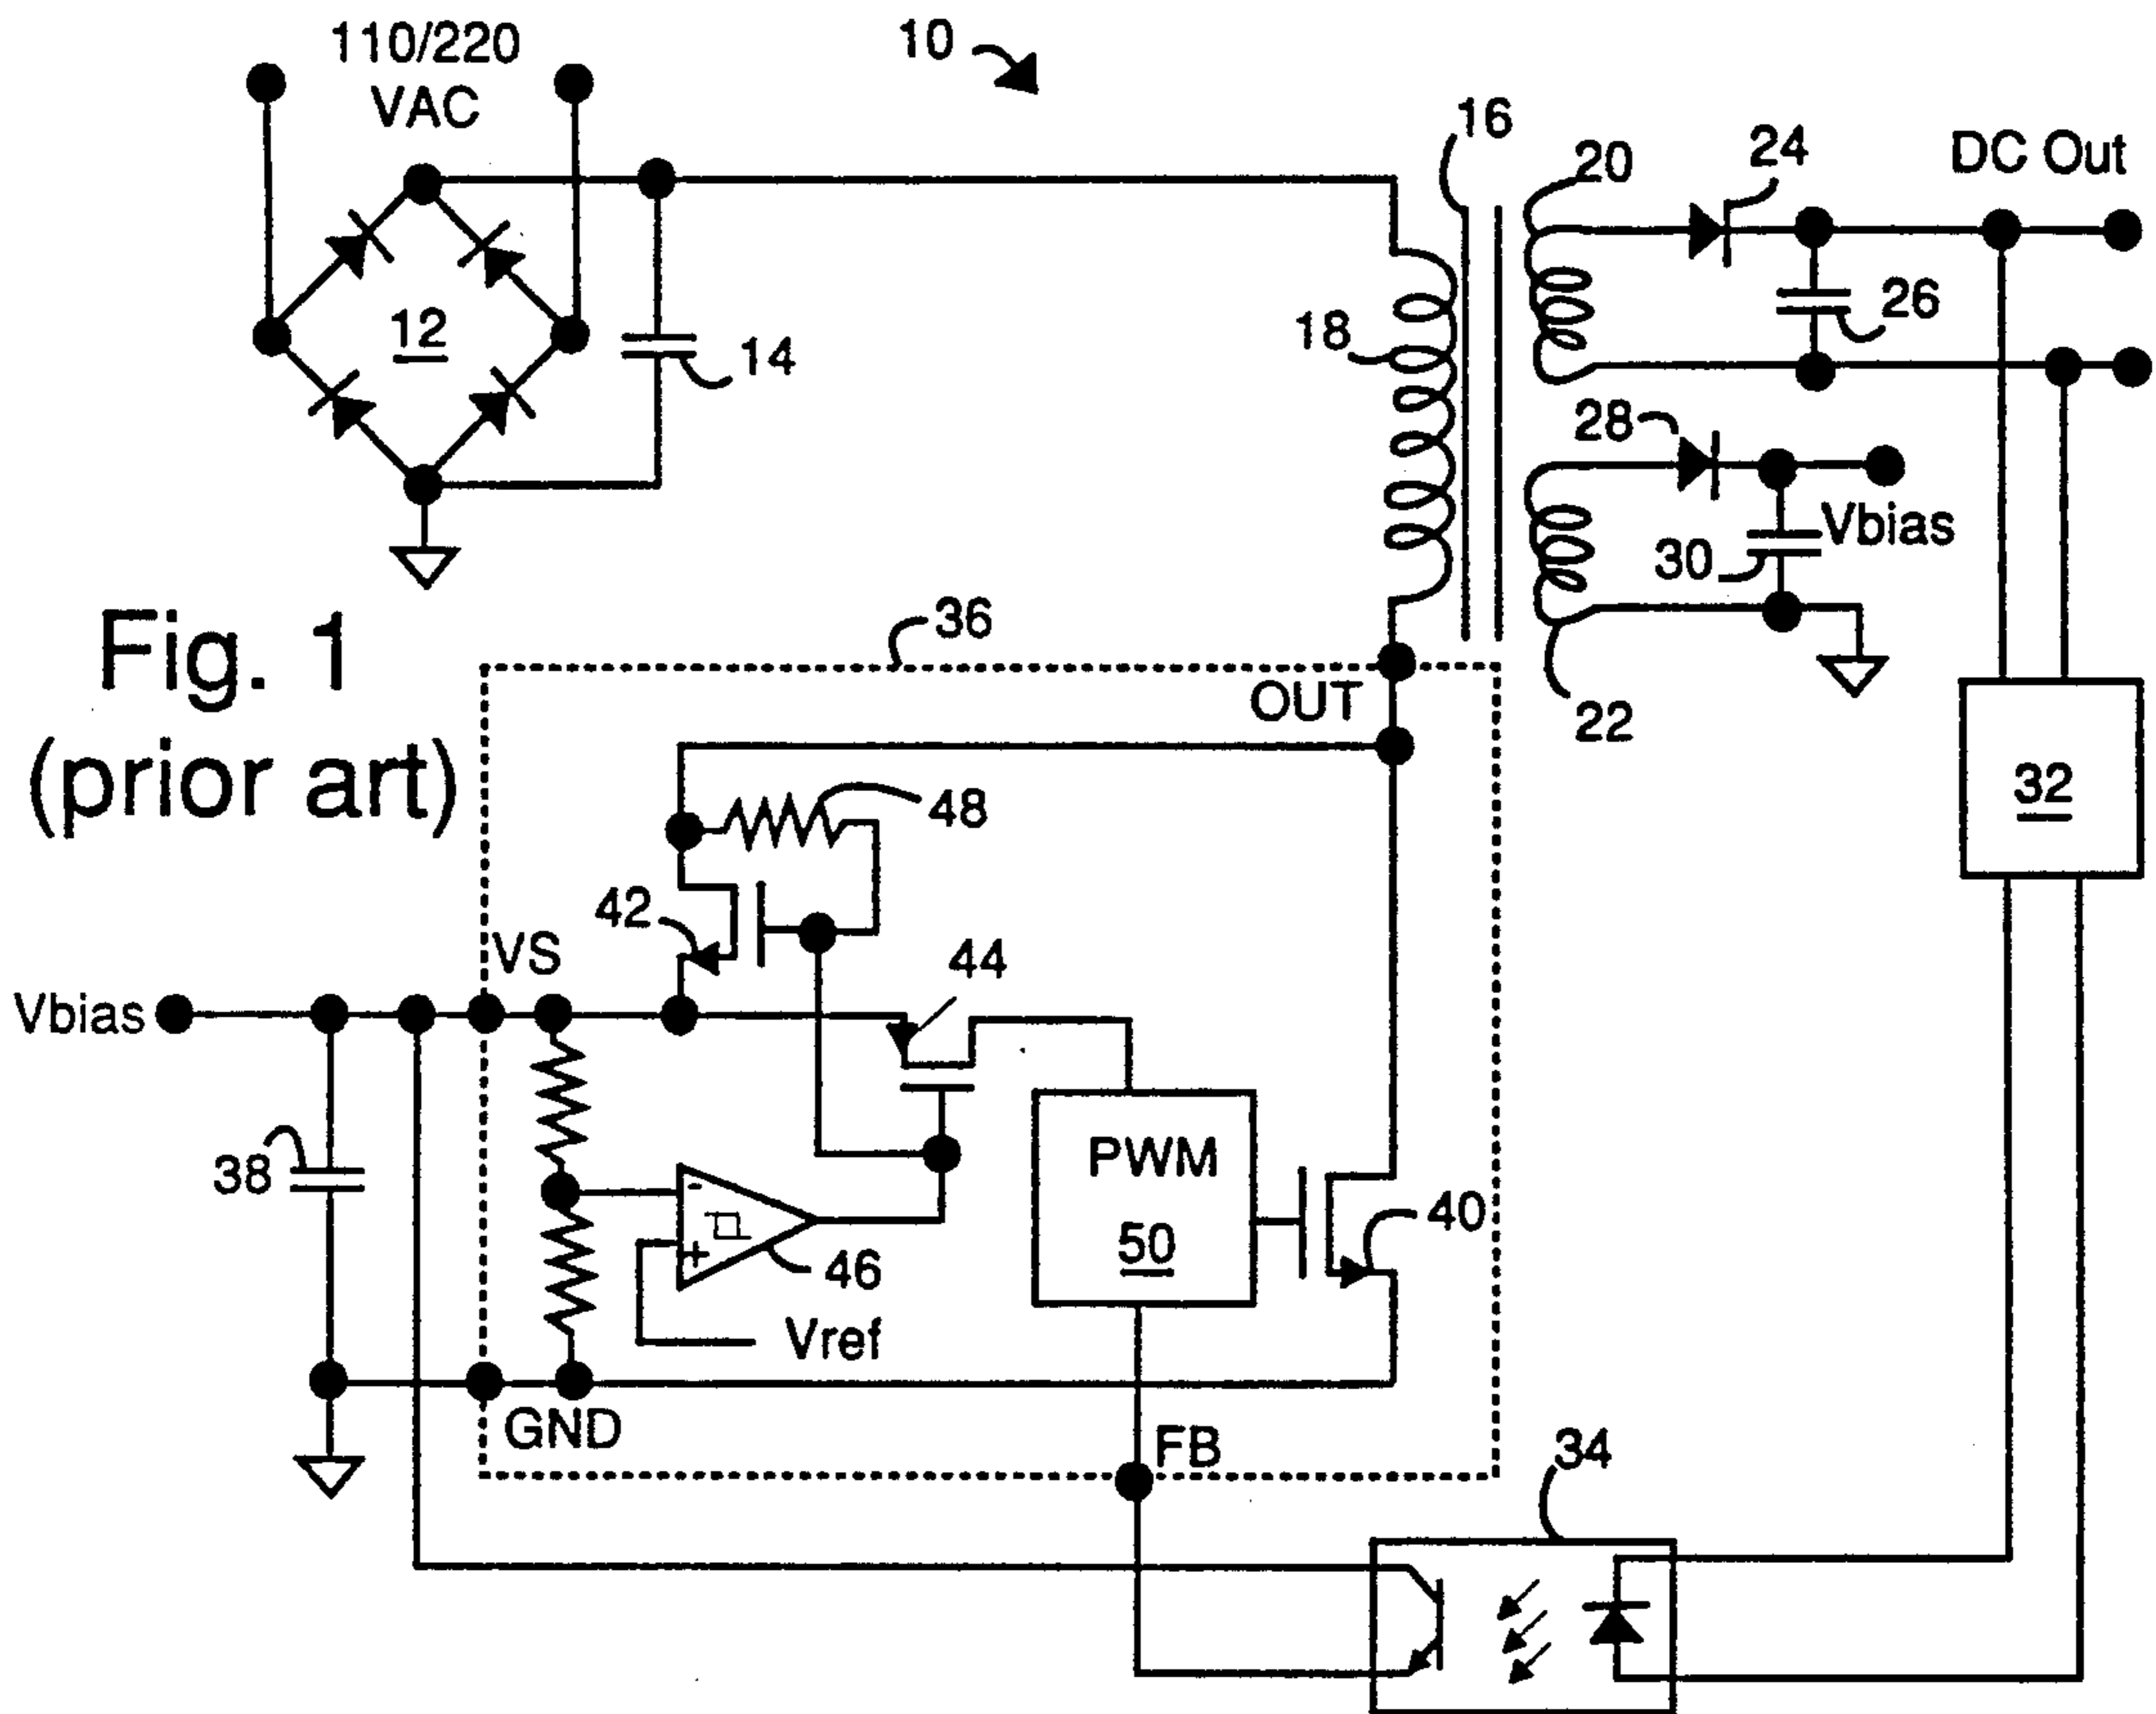 110/220
VAC
10
16
20
24
DC Out
12
14
18
26
28
Vbias
30
Fig. 1
(prior art)
36
OUT
22
32
48
42
VS
44
Vbias
38
PWM
50
40
-
+
46
Vref
GND
FB
34